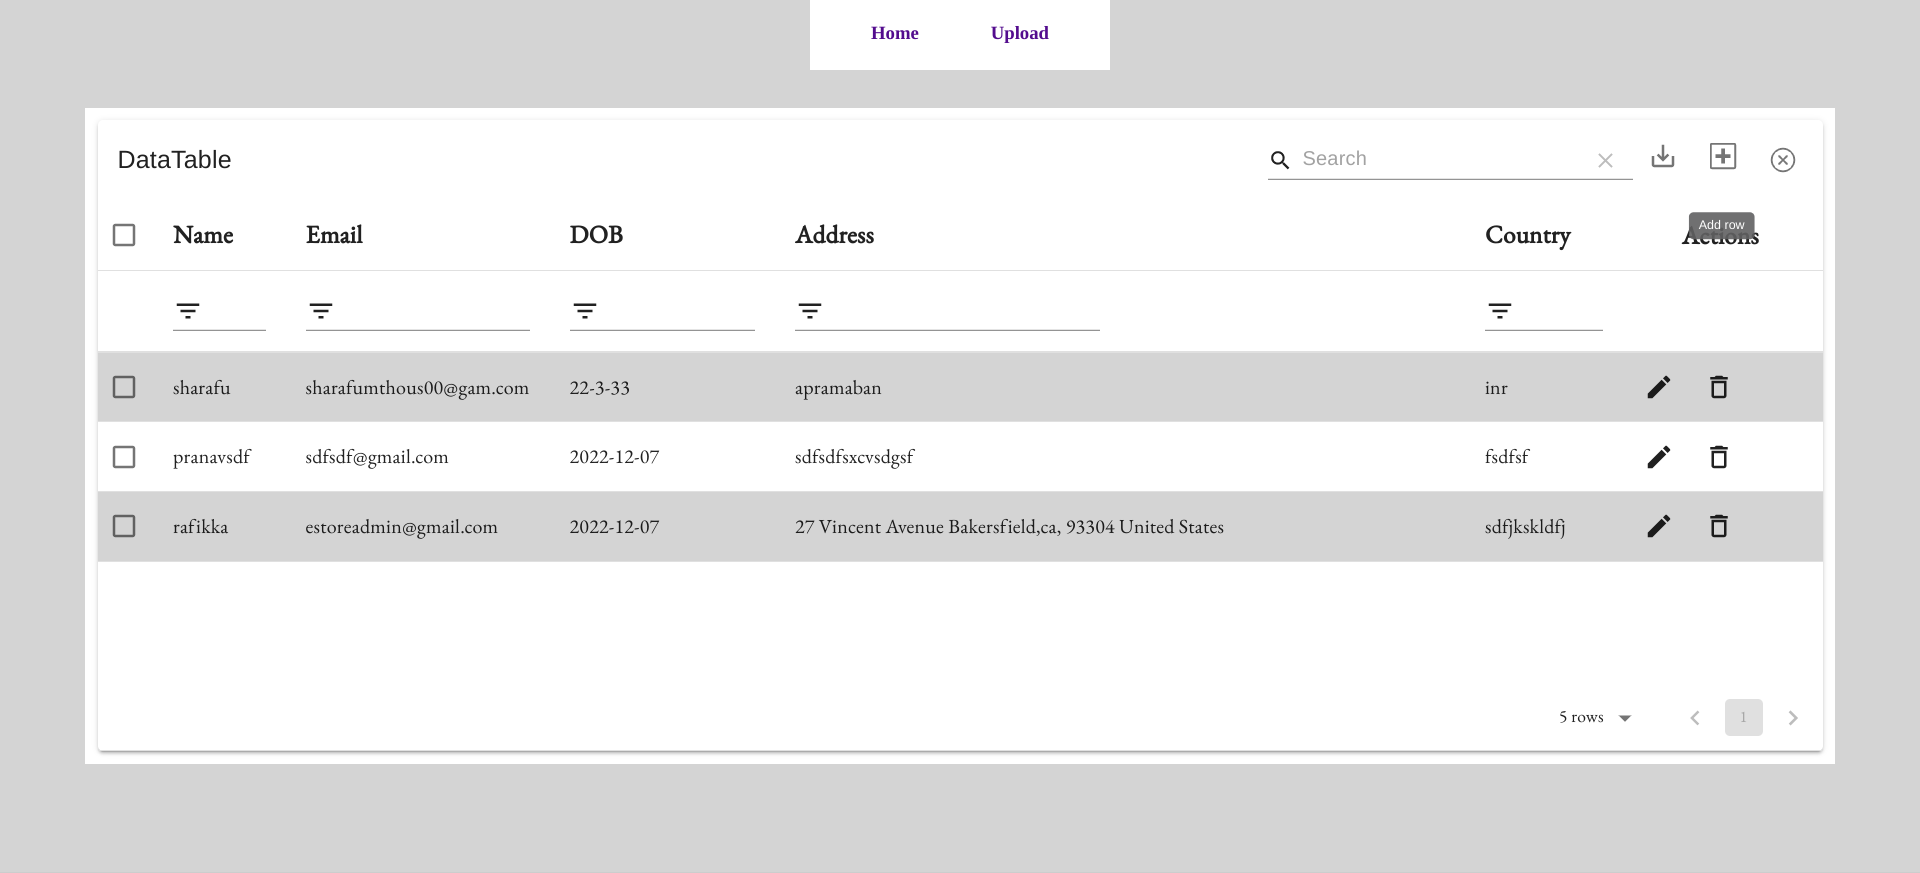 Home Upload
DataTable Search
Add row
Name Email DOB Address Country Actions
sharafu sharafumthous00@gam.com 22-3-33 apramaban inr
pranavsdf sdfsdf@gmail.com 2022-12-07 sdfsdfsxcvsdgsf fsdfsf
rafikka estoreadmin@gmail.com 2022-12-07 27 Vincent Avenue Bakersfield,ca, 93304 United States sdfjkskldfj
5 rows 1